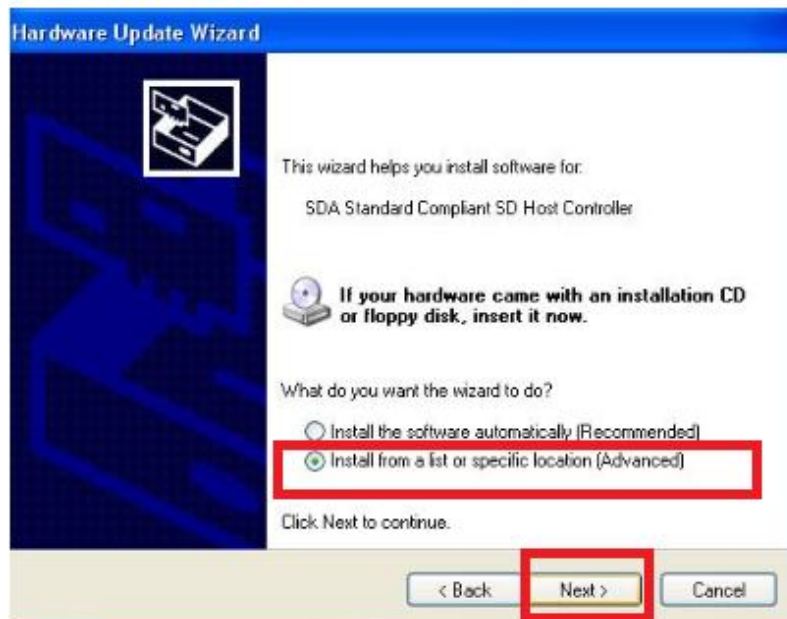 Hardware Update Wizard
This wizard helps you install software for:
SDA Standard Compliant SD Host Controller
If your hardware came with an installation CD
or floppy disk, insert it now.
What do you want the wizard to do?
Install the software automatically (Recommended)
Install from a list or specific location (Advanced)
Click Next to continue.
< Back Next > Cancel